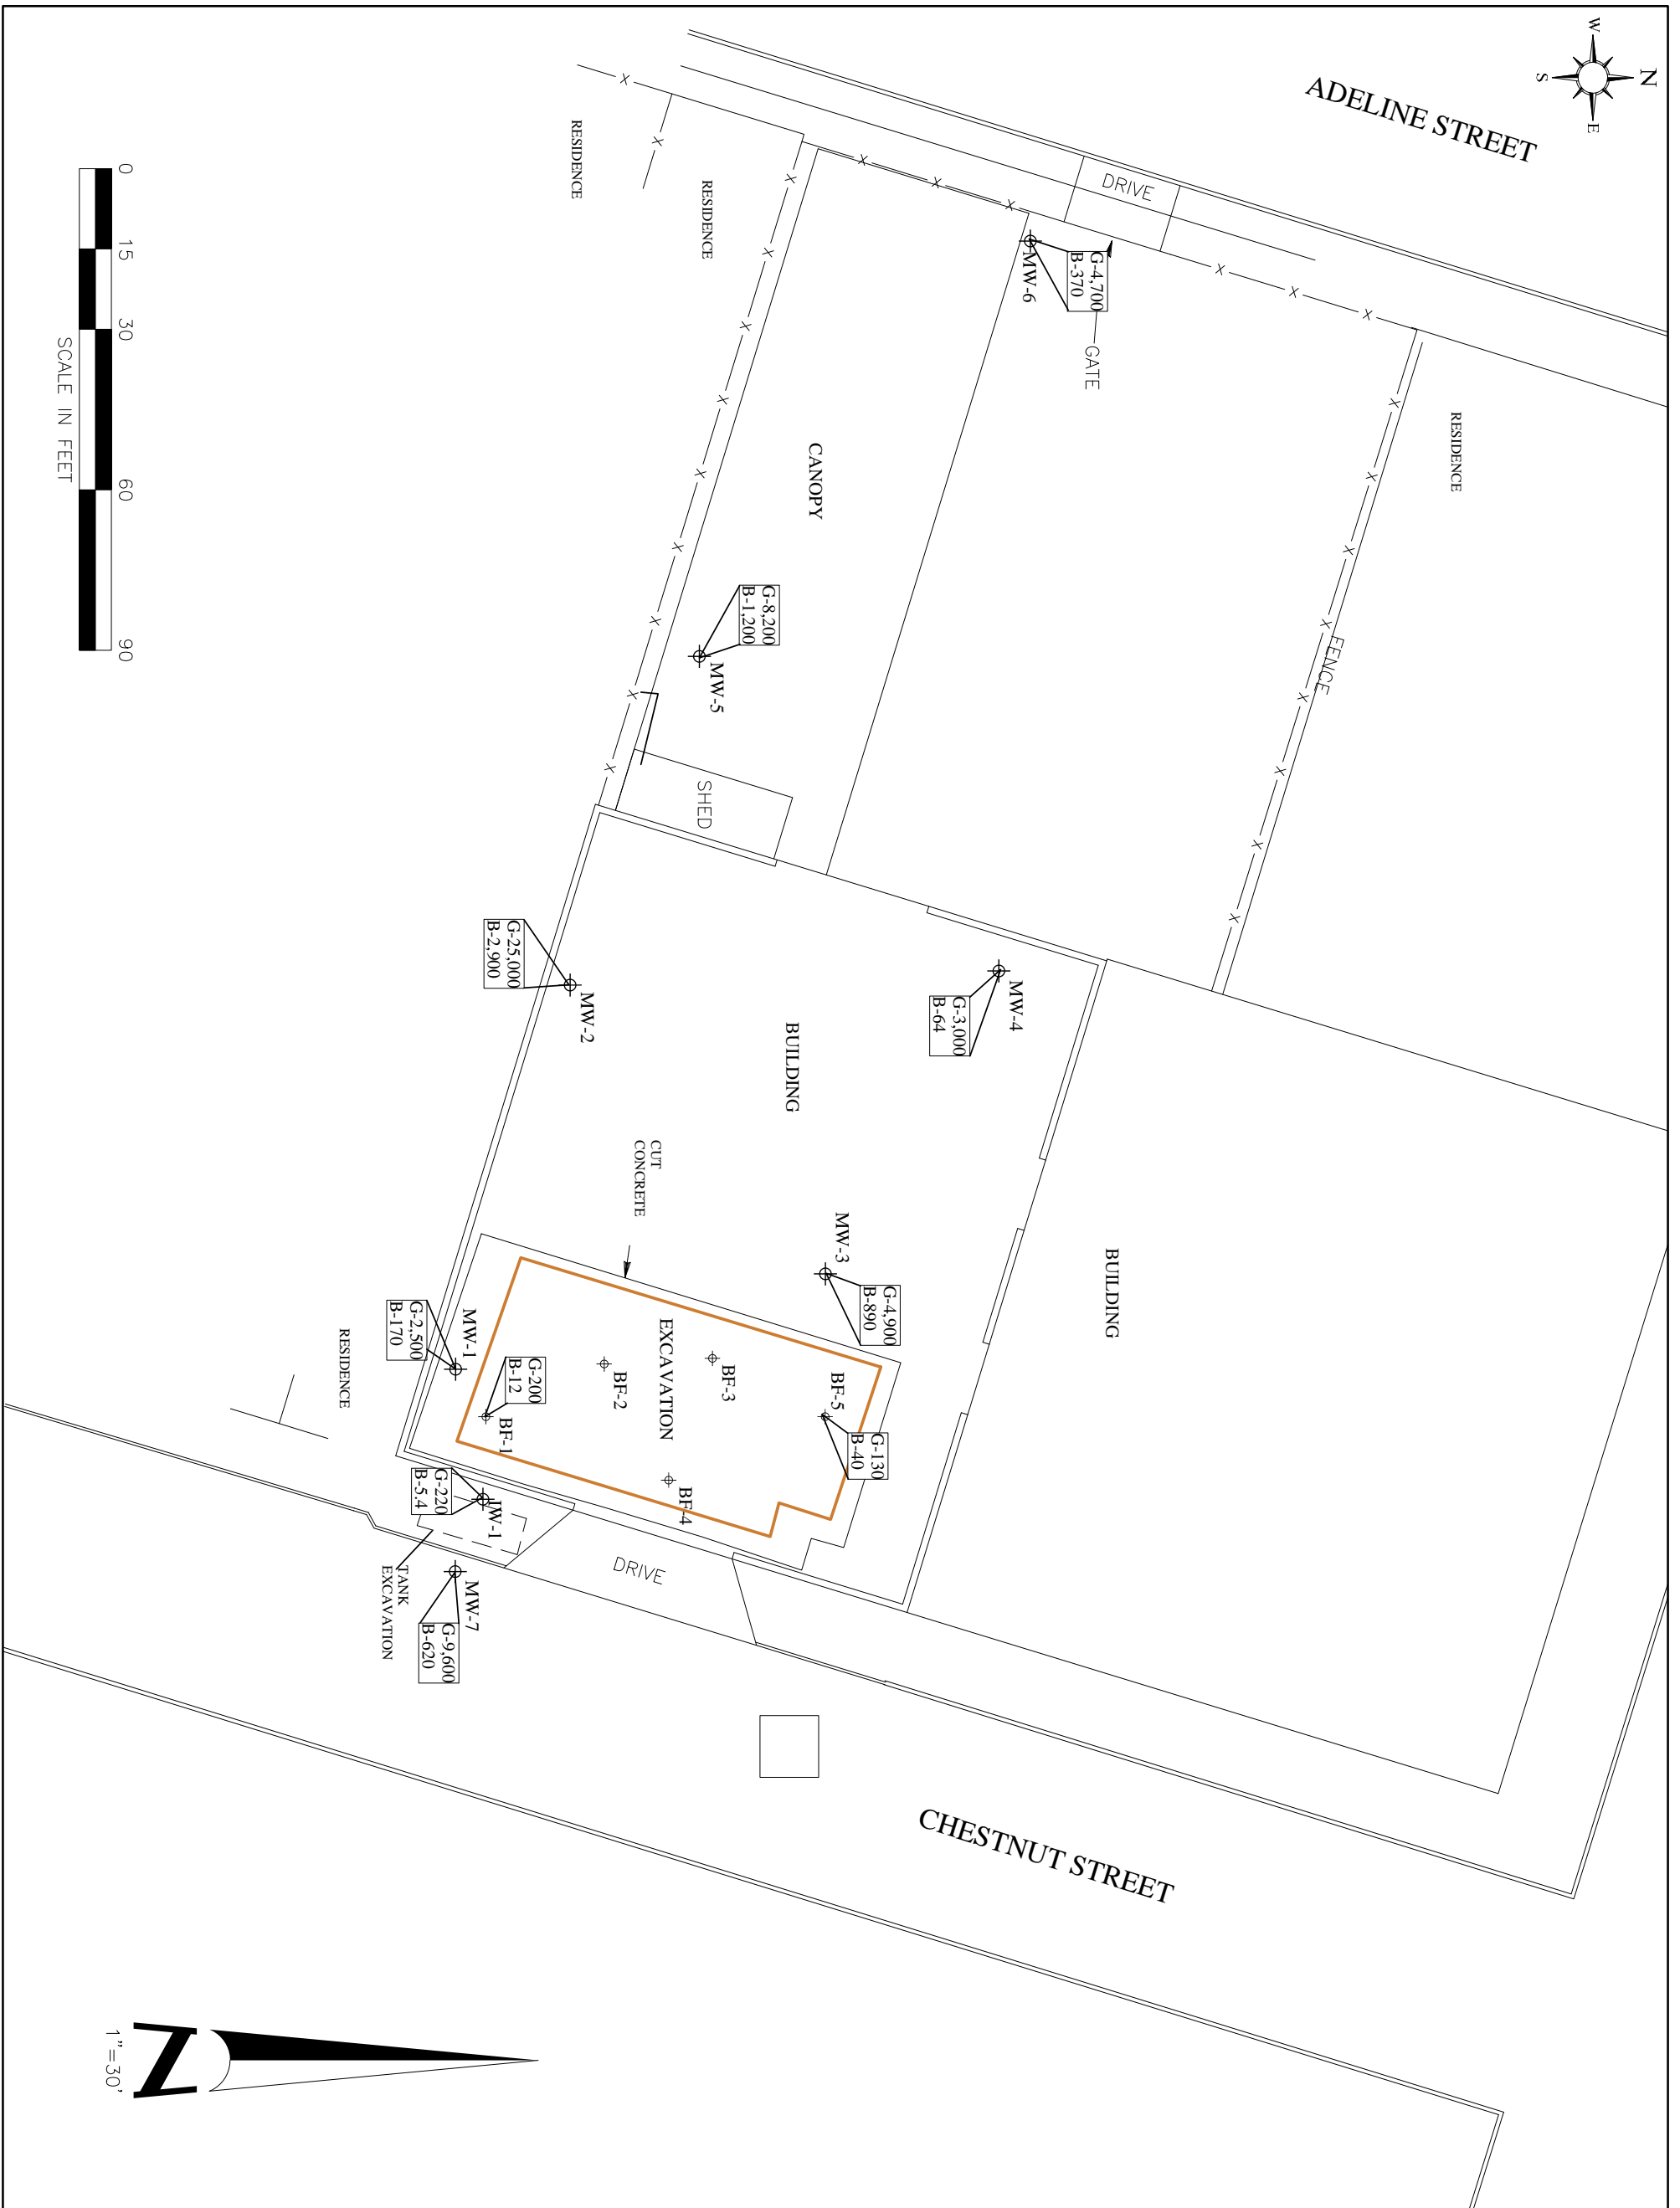 N
W
E
S
ADELINE STREET
DRIVE
G-4,700
B-370
MW-6
GATE
RESIDENCE
RESIDENCE
RESIDENCE
FENCE
CANOPY
G-8,200
B-1,200
MW-5
SHED
0
15
30
60
90
SCALE IN FEET
MW-4
G-3,000
B-64
BUILDING
G-25,000
B-2,900
MW-2
CUT
CONCRETE
MW-3
G-4,900
B-890
BUILDING
EXCAVATION
BF-3
BF-2
BF-5
G-130
B-40
MW-1
G-2,500
B-170
G-200
B-12
BF-1
BF-4
RESIDENCE
G-220
B-5.4
IW-1
TANK
EXCAVATION
DRIVE
MW-7
G-9,600
B-620
CHESTNUT STREET
N
1"=30'